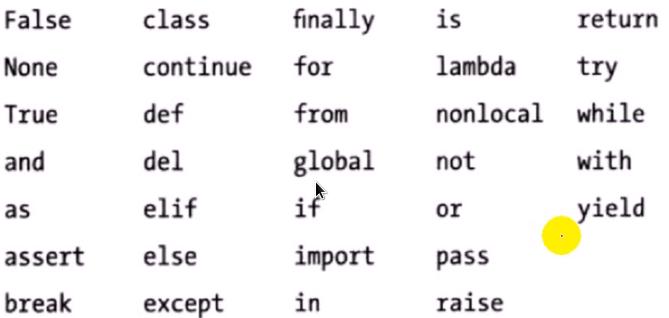 False class finally is return
None continue for lambda try
True def from nonlocal while
and del global not with
as elif if or yield
assert else import pass
break except in raise